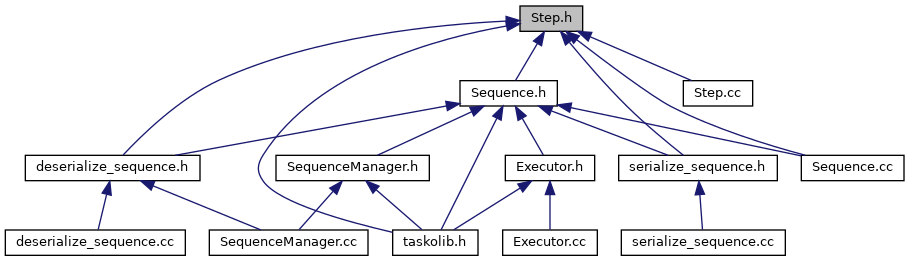 Step.h
Sequence.h
Step.cc
deserialize_sequence.h
SequenceManager.h
Executor.h
serialize_sequence.h
Sequence.cc
deserialize_sequence.cc
SequenceManager.cc
taskolib.h
Executor.cc
serialize_sequence.cc